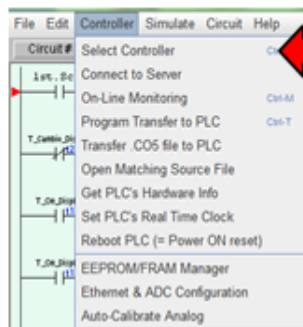 File Edit Controller Simulate Circuit Help
Circuit #
Select Controller
1st.Sc
Connect to Server
On-Line Monitoring Ctrl-M
Program Transfer to PLC Ctrl-T
Transfer .CO5 file to PLC
Open Matching Source File
Get PLC's Hardware Info
Set PLC's Real Time Clock
Reboot PLC (= Power ON reset)
EEPROM/FRAM Manager
Ethernet & ADC Configuration
Auto-Calibrate Analog